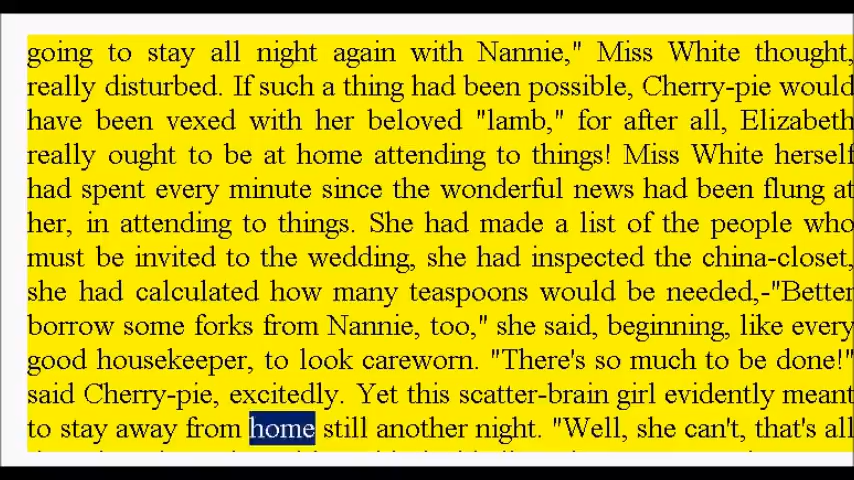 going to stay all night again with Nannie," Miss White thought,
really disturbed. If such a thing had been possible, Cherry-pie would
have been vexed with her beloved "lamb," for after all, Elizabeth
really ought to be at home attending to things! Miss White herself
had spent every minute since the wonderful news had been flung at
her, in attending to things. She had made a list of the people who
must be invited to the wedding, she had inspected the china-closet,
she had calculated how many teaspoons would be needed,-"Better
borrow some forks from Nannie, too," she said, beginning, like every
good housekeeper, to look careworn. "There's so much to be done!"
said Cherry-pie, excitedly. Yet this scatter-brain girl evidently meant
to stay away from home still another night. "Well, she can't, that's all